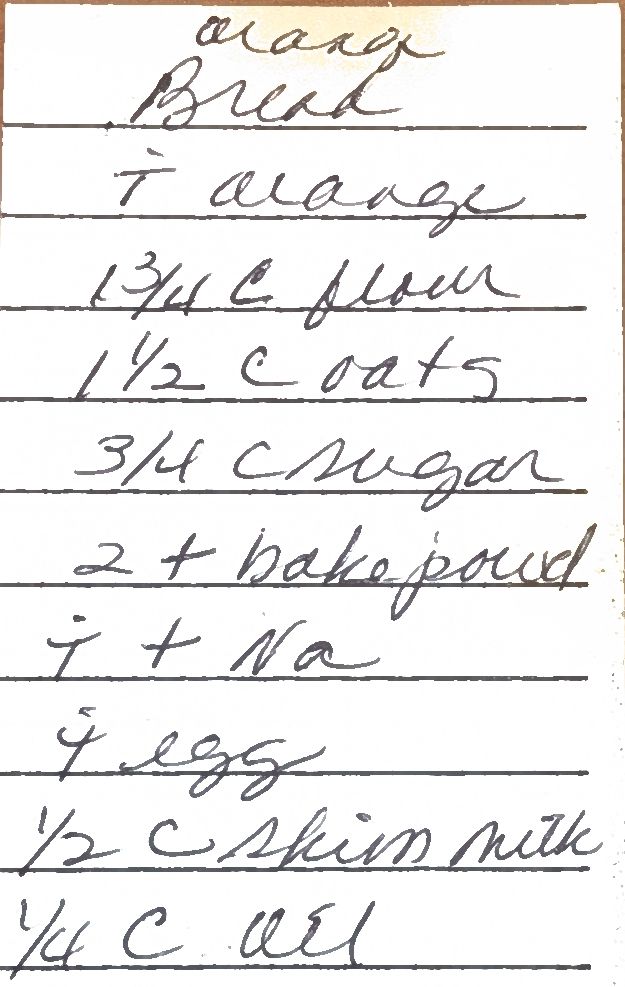 orange
Bread
i orange
1 3/4 C flour
1 1/2 C oats
3/4 C sugar
2 t bake powd
i t Na
i egg
1/2 C skim milk
1/4 C oil